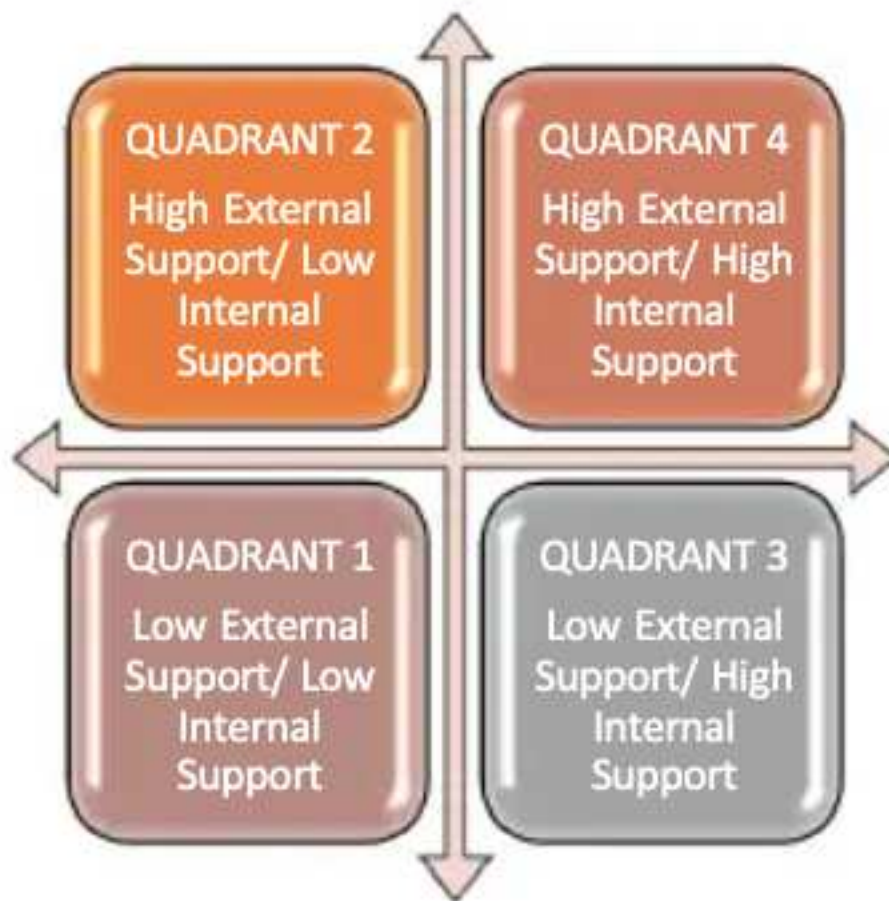 QUADRANT 2
High External
Support/ Low
Internal
Support
QUADRANT 4
High External
Support/ High
Internal
Support
QUADRANT 1
Low External
Support/ Low
Internal
Support
QUADRANT 3
Low External
Support/ High
Internal
Support